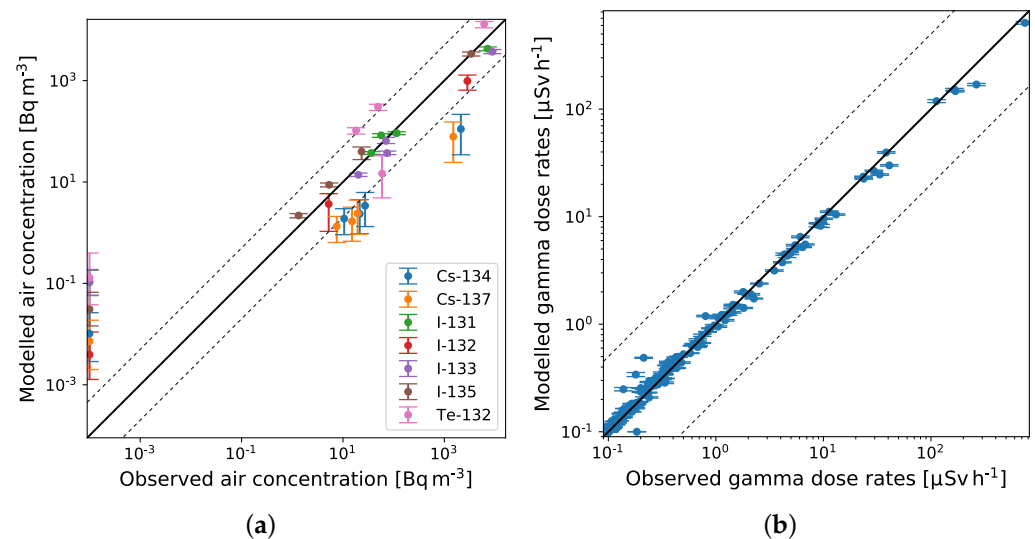 Modelled air concentration [Bq m⁻³]
10³
10¹
10⁻¹
10⁻³
Cs-134
Cs-137
I-131
I-132
I-133
I-135
Te-132
10⁻³ 10⁻¹ 10¹ 10³
Observed air concentration [Bq m⁻³]
(a)
Modelled gamma dose rates [μSv h⁻¹]
10²
10¹
10⁰
10⁻¹
10⁻¹ 10⁰ 10¹ 10²
Observed gamma dose rates [μSv h⁻¹]
(b)